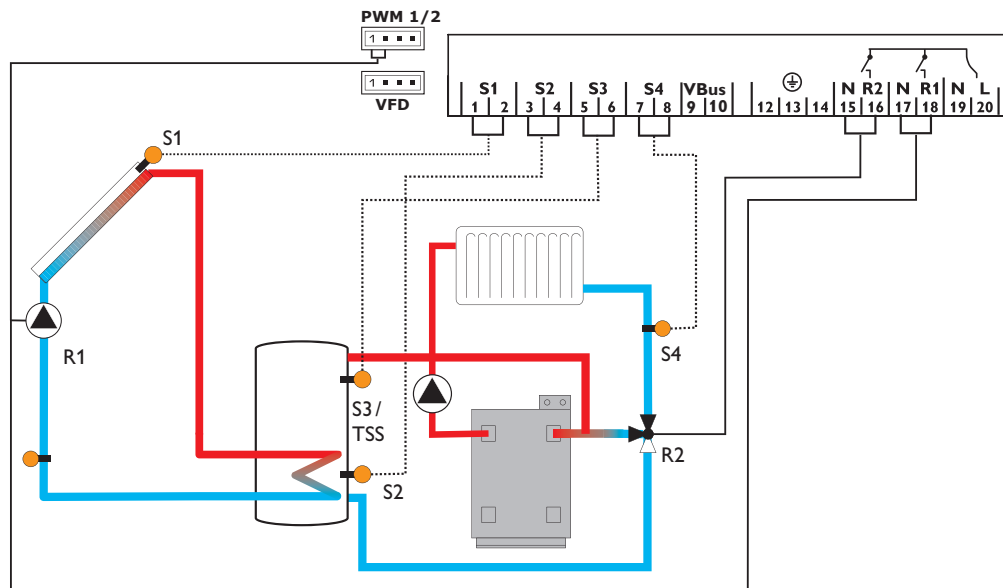 PWM 1/2
1
1
VFD
S1 S2 S3 S4 VBus N R2 N R1 N L
1 2 3 4 5 6 7 8 9 10 12 13 14 15 16 17 18 19 20
S1
R1
S4
S3 /
TSS
R2
S2